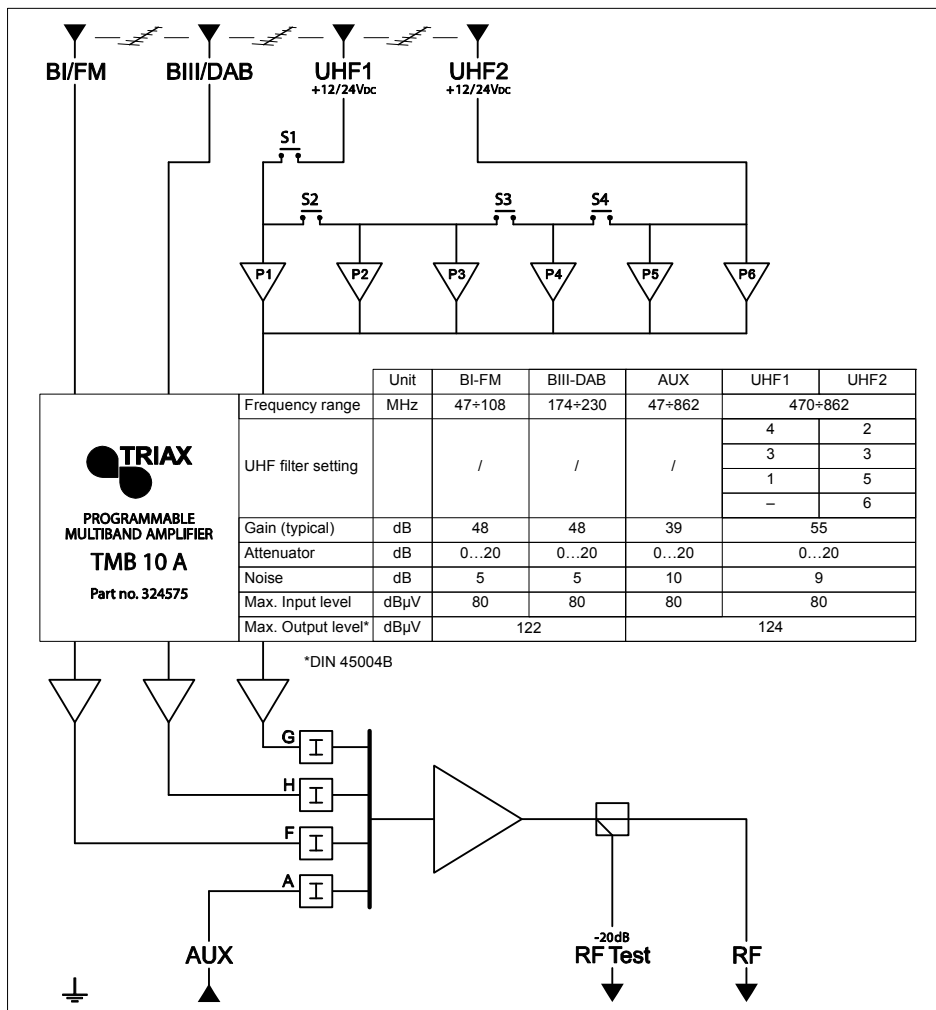 BI/FM BIII/DAB UHF1 UHF2
+12/24VDC +12/24VDC
S1
S2 S3 S4
P1 P2 P3 P4 P5 P6
Unit BI-FM BIII-DAB AUX UHF1 UHF2
Frequency range MHz 47÷108 174÷230 47÷862 470÷862
UHF filter setting / / /
4 2
3 3
1 5
– 6
Gain (typical) dB 48 48 39 55
Attenuator dB 0…20 0…20 0…20 0…20
Noise dB 5 5 10 9
Max. Input level dBµV 80 80 80 80
Max. Output level* dBµV 122 124
TRIAX
PROGRAMMABLE
MULTIBAND AMPLIFIER
TMB 10 A
Part no. 324575
*DIN 45004B
G I
H I
F I
A I
-20dB
AUX RF Test RF